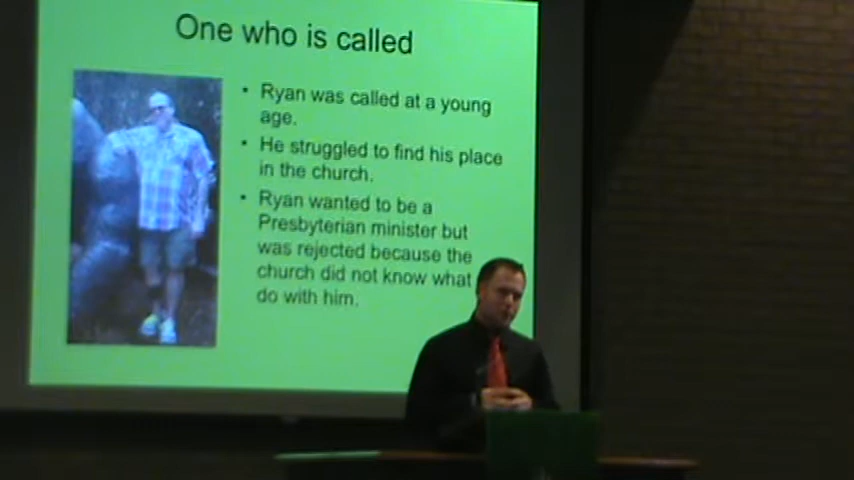 One who is called
• Ryan was called at a young
age.
• He struggled to find his place
in the church.
• Ryan wanted to be a
Presbyterian minister but
was rejected because the
church did not know what
do with him.